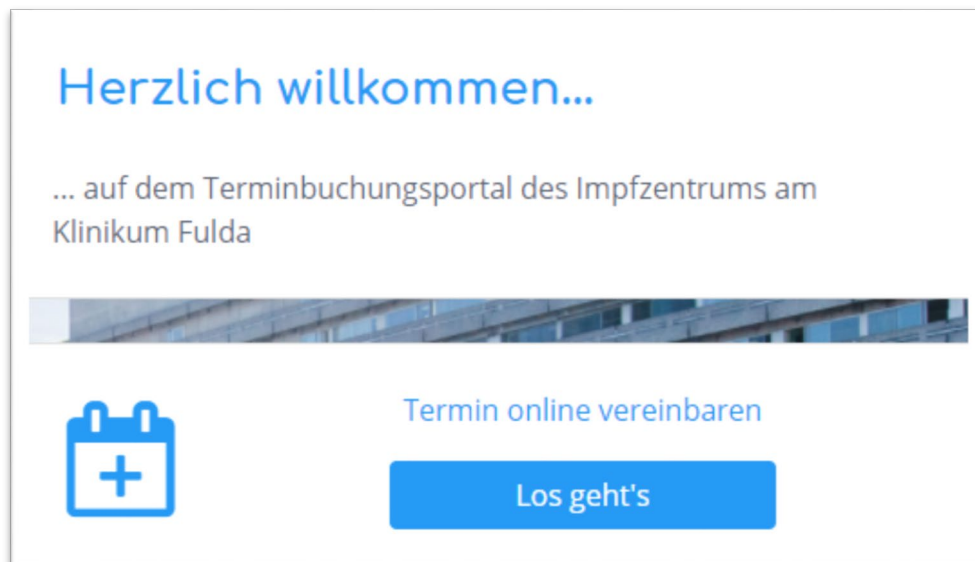 Herzlich willkommen...
... auf dem Terminbuchungsportal des Impfzentrums am
Klinikum Fulda
Termin online vereinbaren
Los geht's